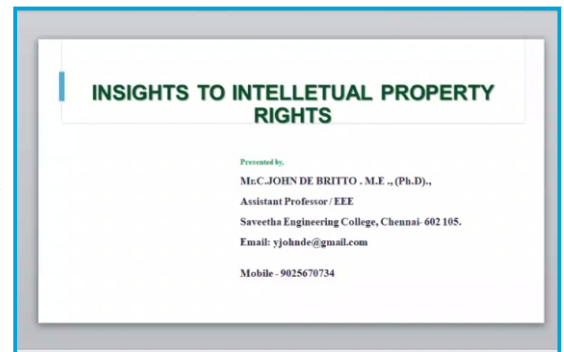 INSIGHTS TO INTELLETUAL PROPERTY
RIGHTS
Presented by,
Mr.C.JOHN DE BRITTO . M.E ., (Ph.D).,
Assistant Professor / EEE
Saveetha Engineering College, Chennai- 602 105.
Email: yjohnde@gmail.com
Mobile - 9025670734